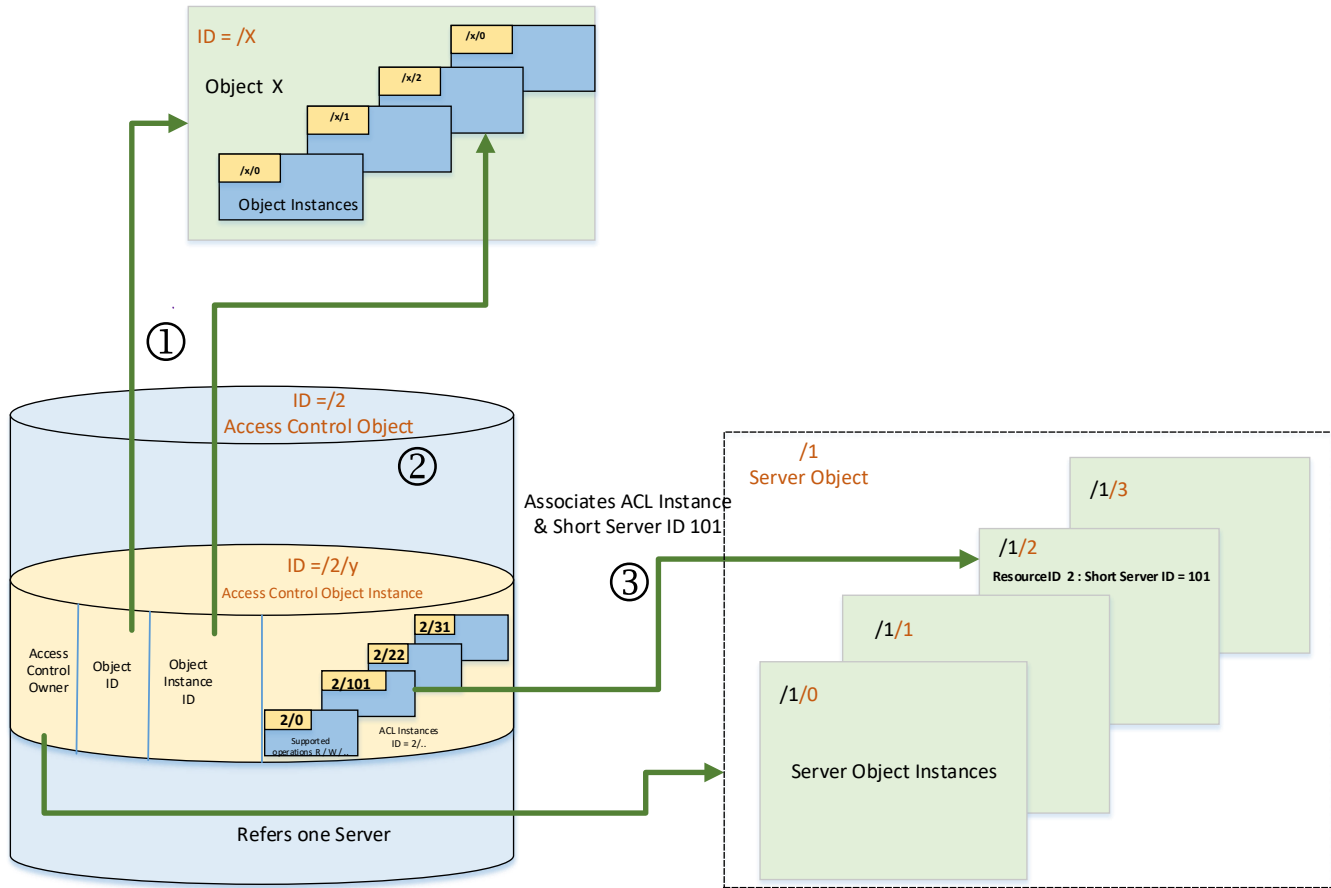 ID = /X
Object X
/x/0
/x/2
/x/1
/x/0
Object Instances
①
ID =/2
Access Control Object
②
Associates ACL Instance
& Short Server ID 101
③
ID =/2/y
Access Control Object Instance
Access
Control
Owner
Object
ID
Object
Instance
ID
2/31
2/22
2/101
2/0
Supported
operations R / W / ..
ACL Instances
ID = 2/..
Refers one Server
/1
Server Object
/1/3
/1/2
ResourceID 2 : Short Server ID = 101
/1/1
/1/0
Server Object Instances